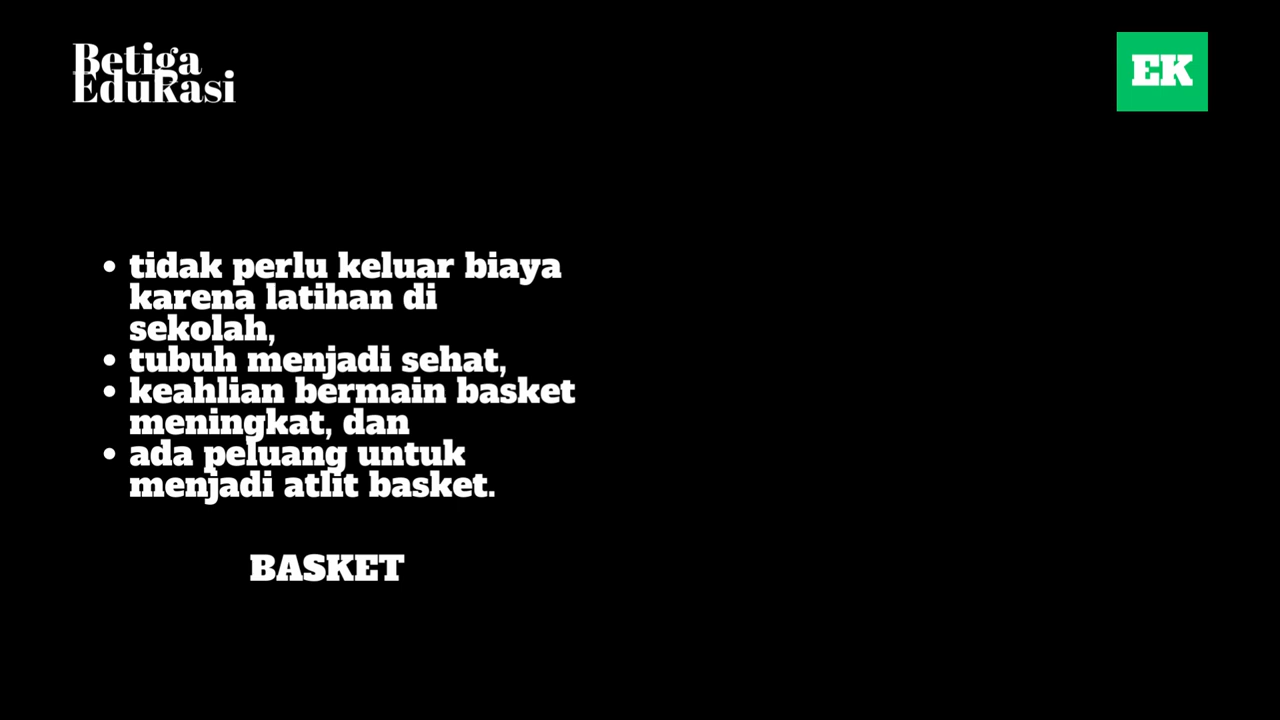 Betiga
Edukasi
EK
• tidak perlu keluar biaya
karena latihan di
sekolah,
• tubuh menjadi sehat,
• keahlian bermain basket
meningkat, dan
• ada peluang untuk
menjadi atlit basket.
BASKET